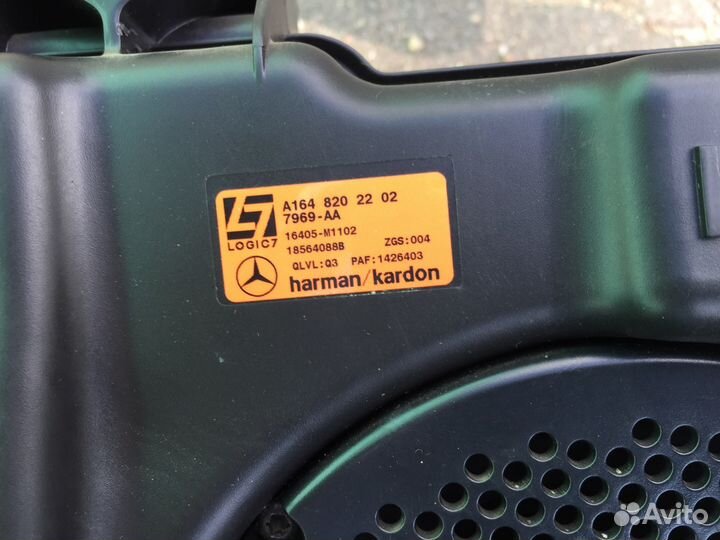 A164 820 22 02
7969-AA
LOGIC7
16405-M1102
18564088B ZGS:004
QLVL:Q3 PAF:1426403
harman/kardon
Avito